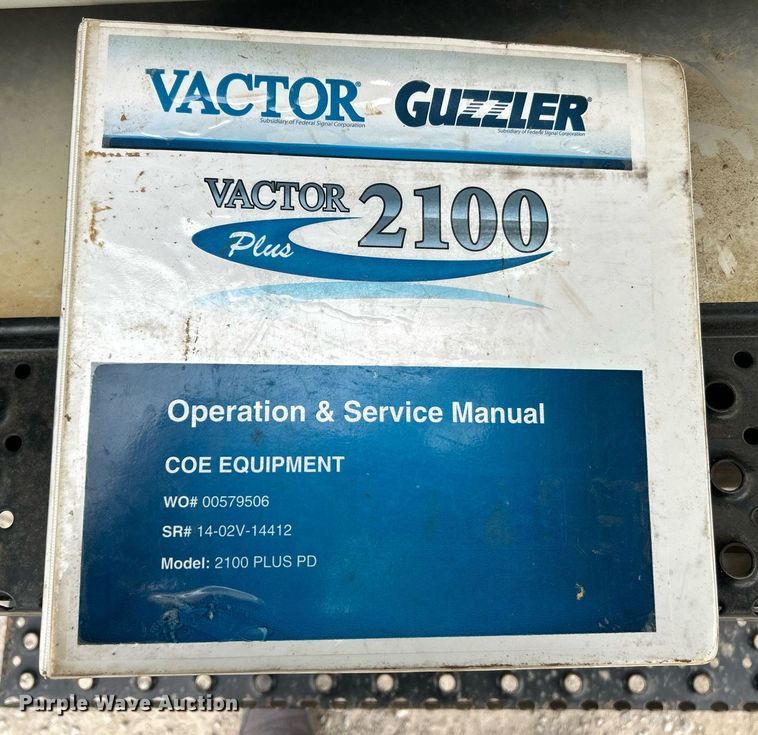 VACTOR® GUZZLER®
Subsidiary of Federal Signal Corporation
Subsidiary of Federal Signal Corporation
VACTOR 2100
Plus
Operation & Service Manual
COE EQUIPMENT
WO# 00579506
SR# 14-02V-14412
Model: 2100 PLUS PD
Purple Wave Auction